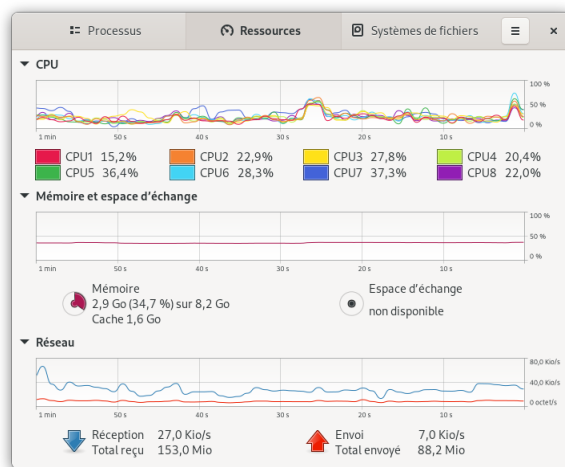 Processus
Ressources
Systèmes de fichiers
CPU
100 %
50 %
0 %
1 min 50 s 40 s 30 s 20 s 10 s
CPU1 15,2% CPU2 22,9% CPU3 27,8% CPU4 20,4%
CPU5 36,4% CPU6 28,3% CPU7 37,3% CPU8 22,0%
Mémoire et espace d’échange
100 %
50 %
0 %
1 min 50 s 40 s 30 s 20 s 10 s
Mémoire
2,9 Go (34,7 %) sur 8,2 Go
Cache 1,6 Go
Espace d’échange
non disponible
Réseau
80,0 Kio/s
40,0 Kio/s
0 octet/s
1 min 50 s 40 s 30 s 20 s 10 s
Réception 27,0 Kio/s
Total reçu 153,0 Mio
Envoi 7,0 Kio/s
Total envoyé 88,2 Mio